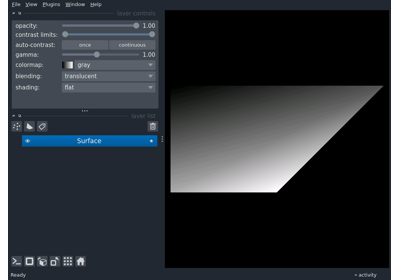 File View Plugins Window Help
layer controls
opacity: 1.00
contrast limits:
auto-contrast: once continuous
gamma: 1.00
colormap: gray
blending: translucent
shading: flat
layer list
Surface
Ready activity